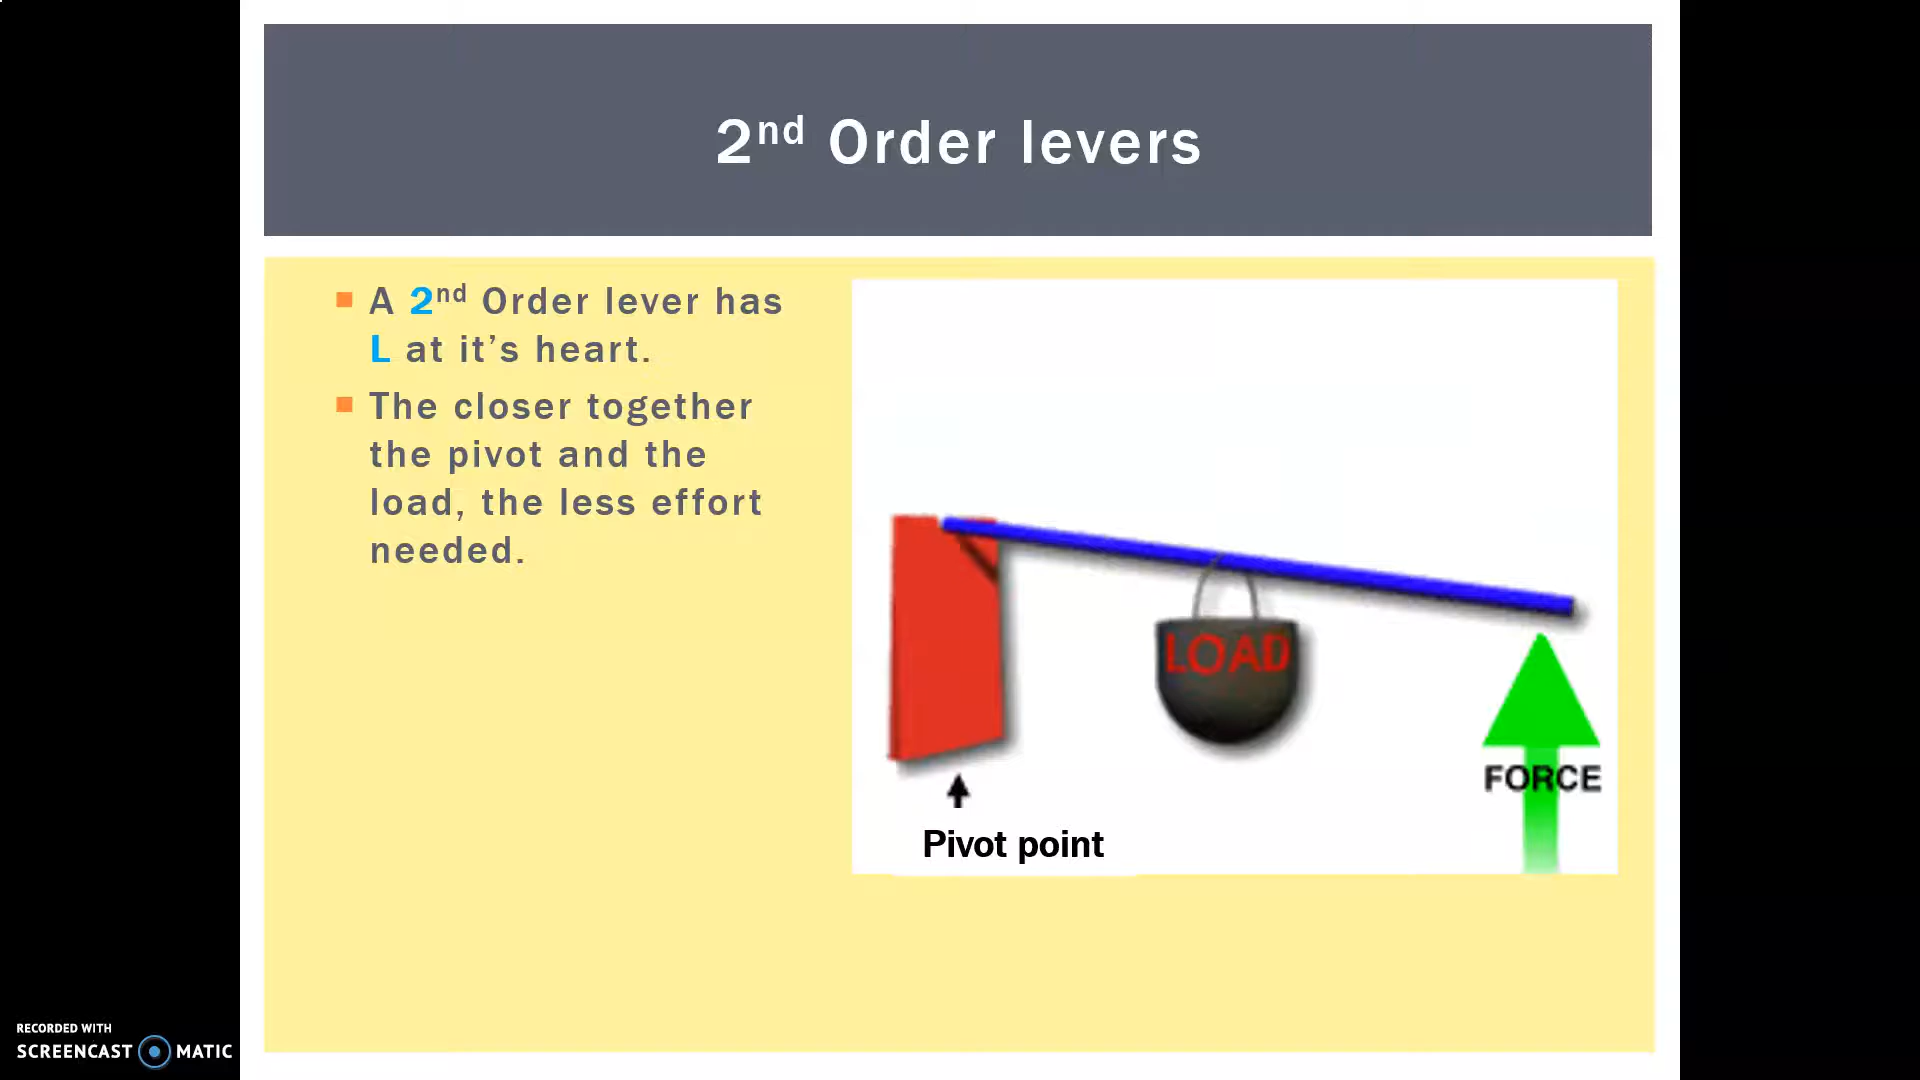 2nd Order levers
A 2nd Order lever has
L at it’s heart.
The closer together
the pivot and the
load, the less effort
needed.
LOAD
FORCE
Pivot point
RECORDED WITH
SCREENCAST MATIC